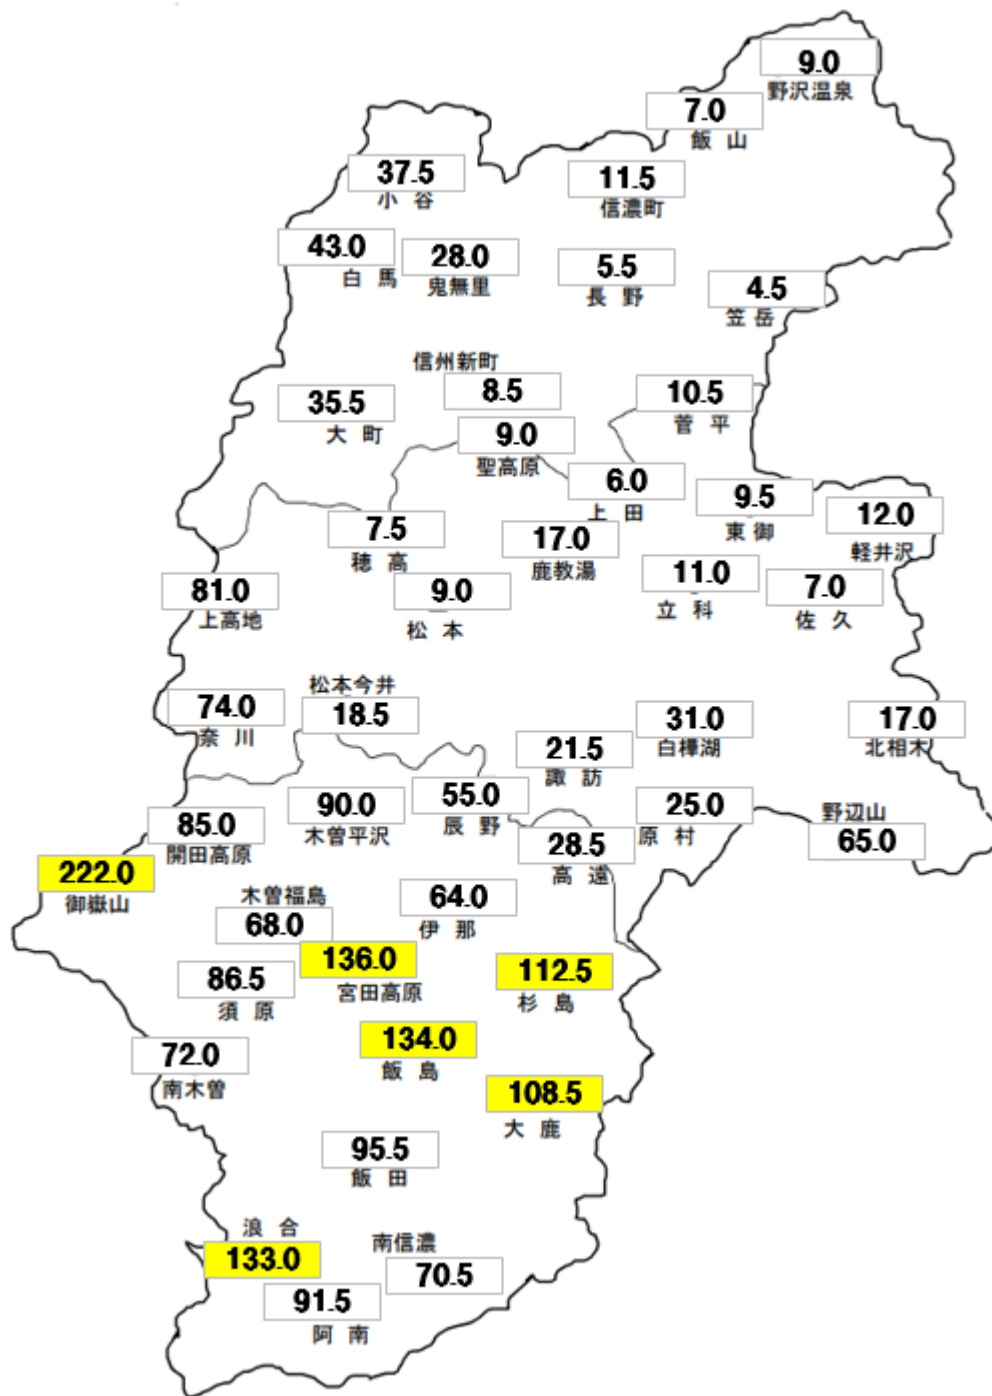 9.0
野沢温泉
7.0
飯山
37.5
小谷
11.5
信濃町
43.0
白馬
28.0
鬼無里
5.5
長野
4.5
笠岳
信州新町
8.5
35.5
大町
10.5
菅平
9.0
聖高原
6.0
上田
9.5
東御
12.0
軽井沢
7.5
穂高
17.0
鹿教湯
11.0
立科
7.0
佐久
81.0
上高地
9.0
松本
松本今井
18.5
74.0
奈川
31.0
白樺湖
17.0
北相木
21.5
諏訪
55.0
辰野
90.0
木曽平沢
25.0
原村
野辺山
65.0
85.0
開田高原
28.5
高遠
222.0
御嶽山
木曽福島
68.0
64.0
伊那
136.0
宮田高原
112.5
杉島
86.5
須原
134.0
飯島
72.0
南木曽
108.5
大鹿
95.5
飯田
浪合
133.0
南信濃
70.5
91.5
阿南